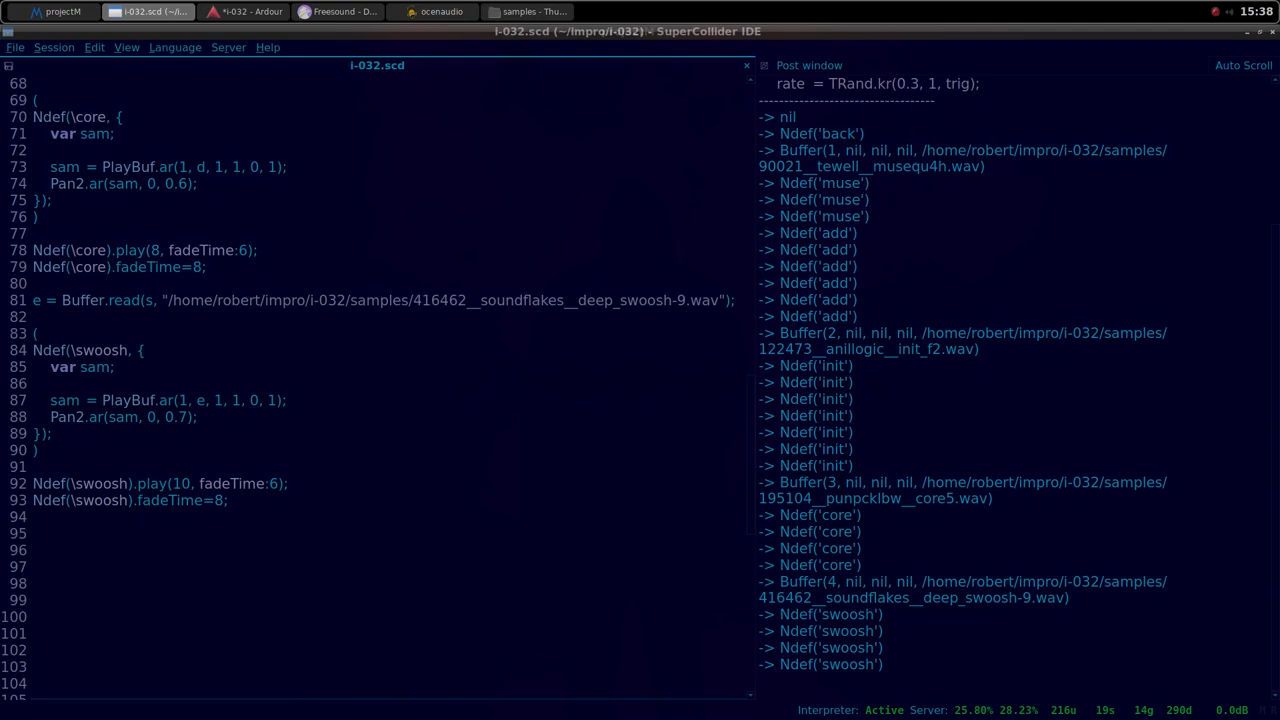 projectM
i-032.scd (~/i...
*i-032 - Ardour
Freesound - D...
ocenaudio
samples - Thu...
15:38
i-032.scd (~/impro/i-032) - SuperCollider IDE
File Session Edit View Language Server Help
i-032.scd
68
69 (
70 Ndef(\core, {
71 var sam;
72
73 sam = PlayBuf.ar(1, d, 1, 1, 0, 1);
74 Pan2.ar(sam, 0, 0.6);
75 });
76 )
77
78 Ndef(\core).play(8, fadeTime:6);
79 Ndef(\core).fadeTime=8;
80
81 e = Buffer.read(s, "/home/robert/impro/i-032/samples/416462__soundflakes__deep_swoosh-9.wav");
82
83 (
84 Ndef(\swoosh, {
85 var sam;
86
87 sam = PlayBuf.ar(1, e, 1, 1, 0, 1);
88 Pan2.ar(sam, 0, 0.7);
89 });
90 )
91
92 Ndef(\swoosh).play(10, fadeTime:6);
93 Ndef(\swoosh).fadeTime=8;
94
95
96
97
98
99
100
101
102
103
104
105
Post window Auto Scroll
rate = TRand.kr(0.3, 1, trig);
-----------------------------------
-> nil
-> Ndef('back')
-> Buffer(1, nil, nil, nil, /home/robert/impro/i-032/samples/
90021__tewell__musequ4h.wav)
-> Ndef('muse')
-> Ndef('muse')
-> Ndef('muse')
-> Ndef('add')
-> Ndef('add')
-> Ndef('add')
-> Ndef('add')
-> Ndef('add')
-> Ndef('add')
-> Buffer(2, nil, nil, nil, /home/robert/impro/i-032/samples/
122473__anillogic__init_f2.wav)
-> Ndef('init')
-> Ndef('init')
-> Ndef('init')
-> Ndef('init')
-> Ndef('init')
-> Ndef('init')
-> Ndef('init')
-> Buffer(3, nil, nil, nil, /home/robert/impro/i-032/samples/
195104__punpcklbw__core5.wav)
-> Ndef('core')
-> Ndef('core')
-> Ndef('core')
-> Ndef('core')
-> Buffer(4, nil, nil, nil, /home/robert/impro/i-032/samples/
416462__soundflakes__deep_swoosh-9.wav)
-> Ndef('swoosh')
-> Ndef('swoosh')
-> Ndef('swoosh')
-> Ndef('swoosh')
Interpreter: Active Server: 25.80% 28.23% 216u 19s 14g 290d 0.0dB